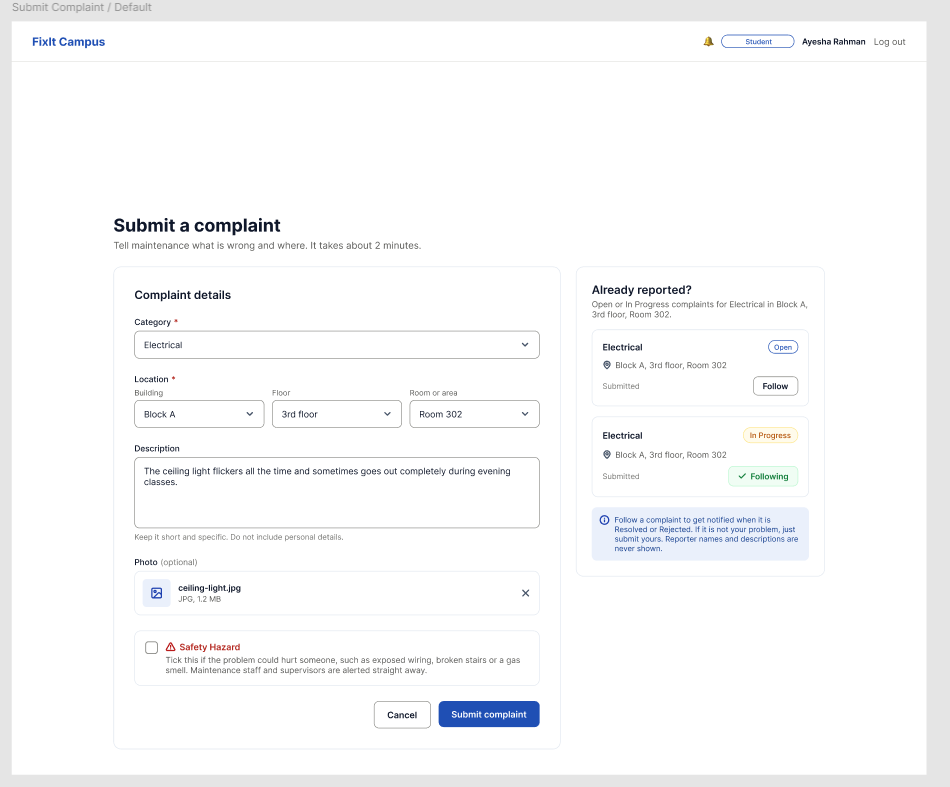 Submit Complaint / Default
FixIt Campus
Student
Ayesha Rahman
Log out
Submit a complaint
Tell maintenance what is wrong and where. It takes about 2 minutes.
Complaint details
Category *
Electrical
Location *
Building
Floor
Room or area
Block A
3rd floor
Room 302
Description
The ceiling light flickers all the time and sometimes goes out completely during evening
classes.
Keep it short and specific. Do not include personal details.
Photo (optional)
ceiling-light.jpg
JPG, 1.2 MB
Safety Hazard
Tick this if the problem could hurt someone, such as exposed wiring, broken stairs or a gas
smell. Maintenance staff and supervisors are alerted straight away.
Cancel
Submit complaint
Already reported?
Open or In Progress complaints for Electrical in Block A,
3rd floor, Room 302.
Electrical
Open
Block A, 3rd floor, Room 302
Submitted
Follow
Electrical
In Progress
Block A, 3rd floor, Room 302
Submitted
Following
Follow a complaint to get notified when it is
Resolved or Rejected. If it is not your problem, just
submit yours. Reporter names and descriptions are
never shown.